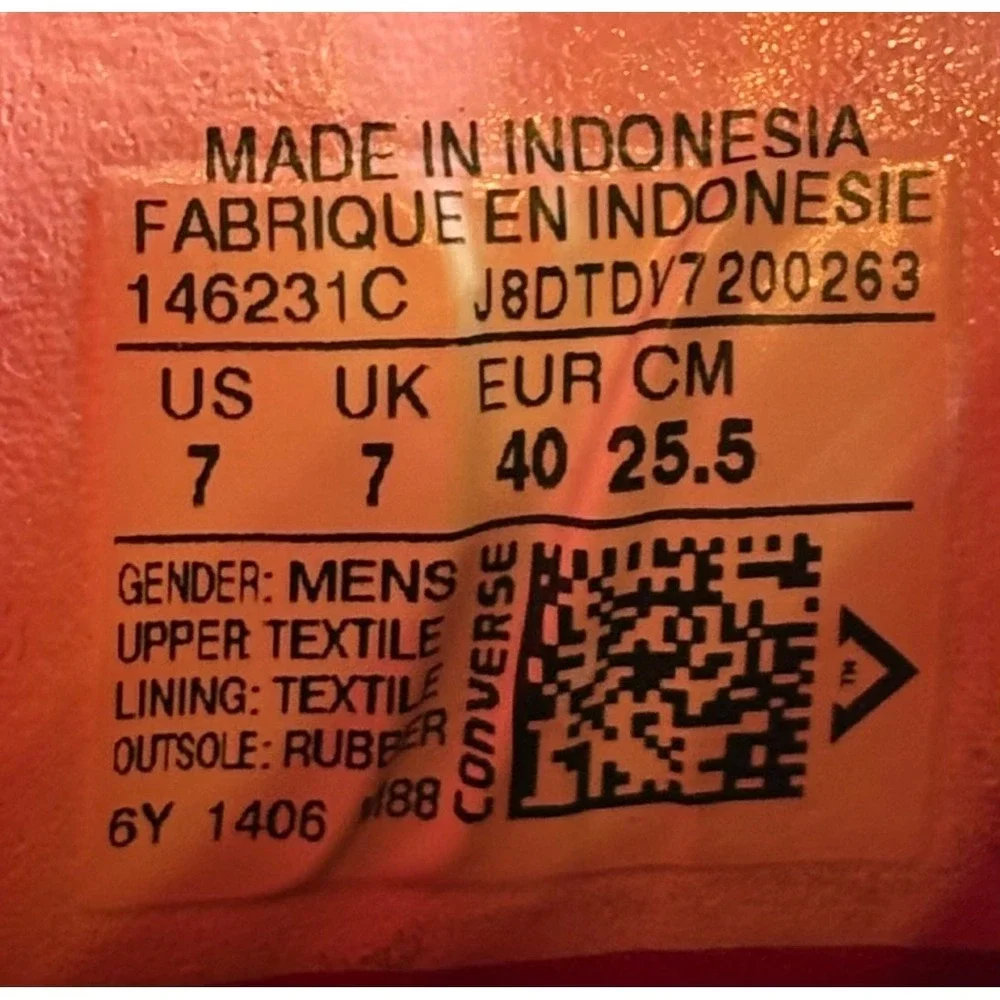 MADE IN INDONESIA
FABRIQUE EN INDONESIE
146231C J8DTDV7200263
US UK EUR CM
7 7 40 25.5
GENDER: MENS
UPPER TEXTILE
LINING: TEXTILE
OUTSOLE: RUBBER
6Y 1406
CONVERSE
TM